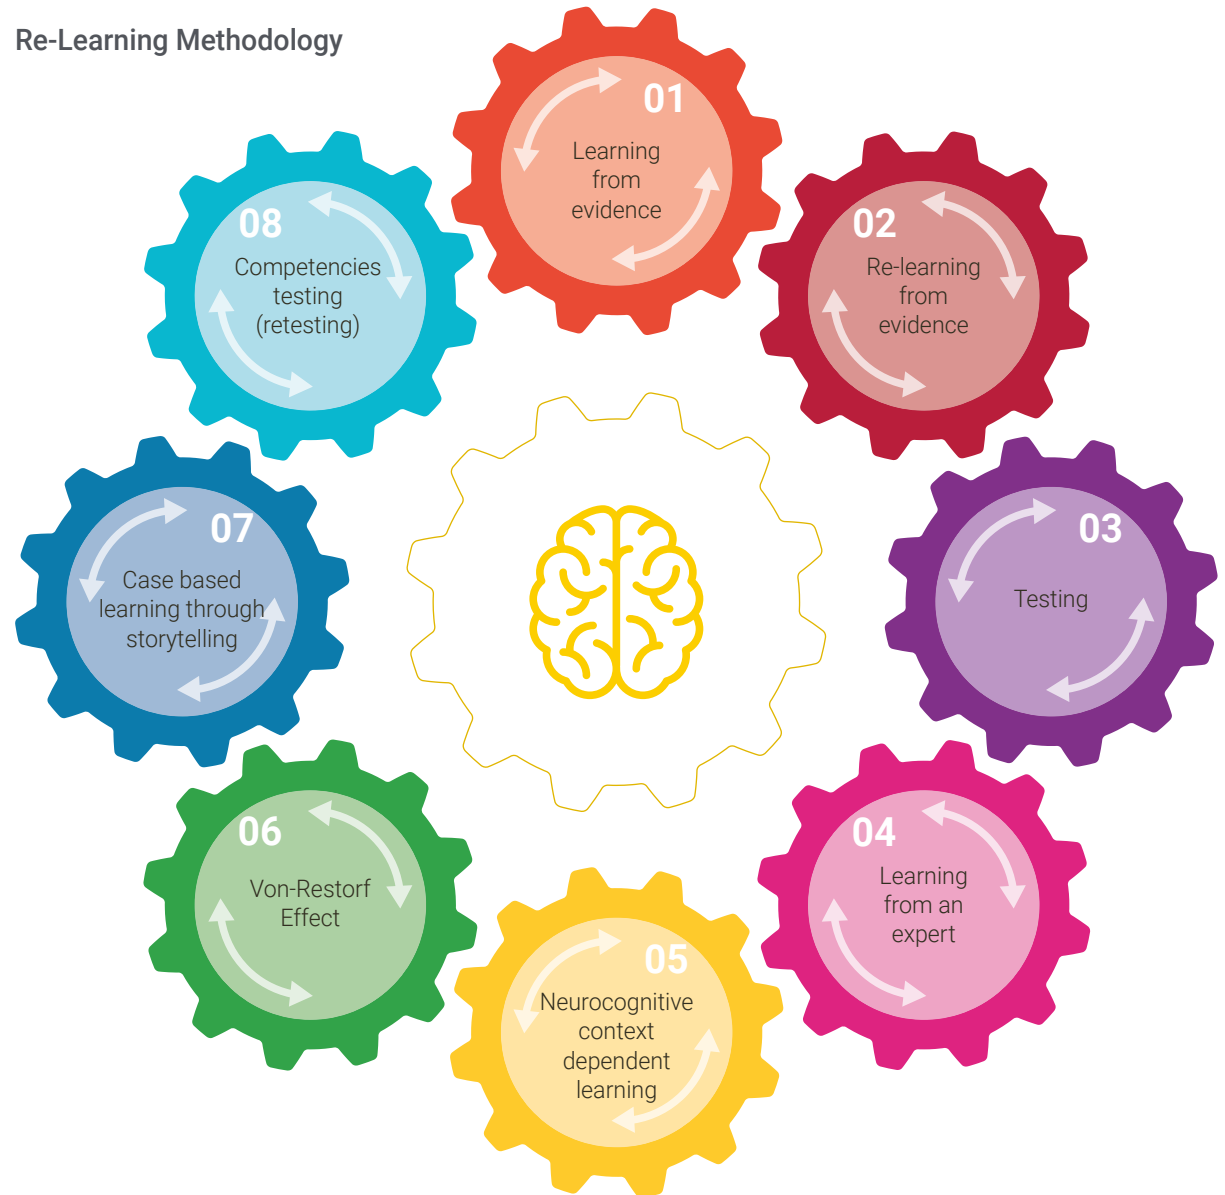 Re-Learning Methodology
01
Learning
from
evidence
02
Re-learning
from
evidence
03
Testing
04
Learning
from an
expert
05
Neurocognitive
context
dependent
learning
06
Von-Restorf
Effect
07
Case based
learning through
storytelling
08
Competencies
testing
(retesting)